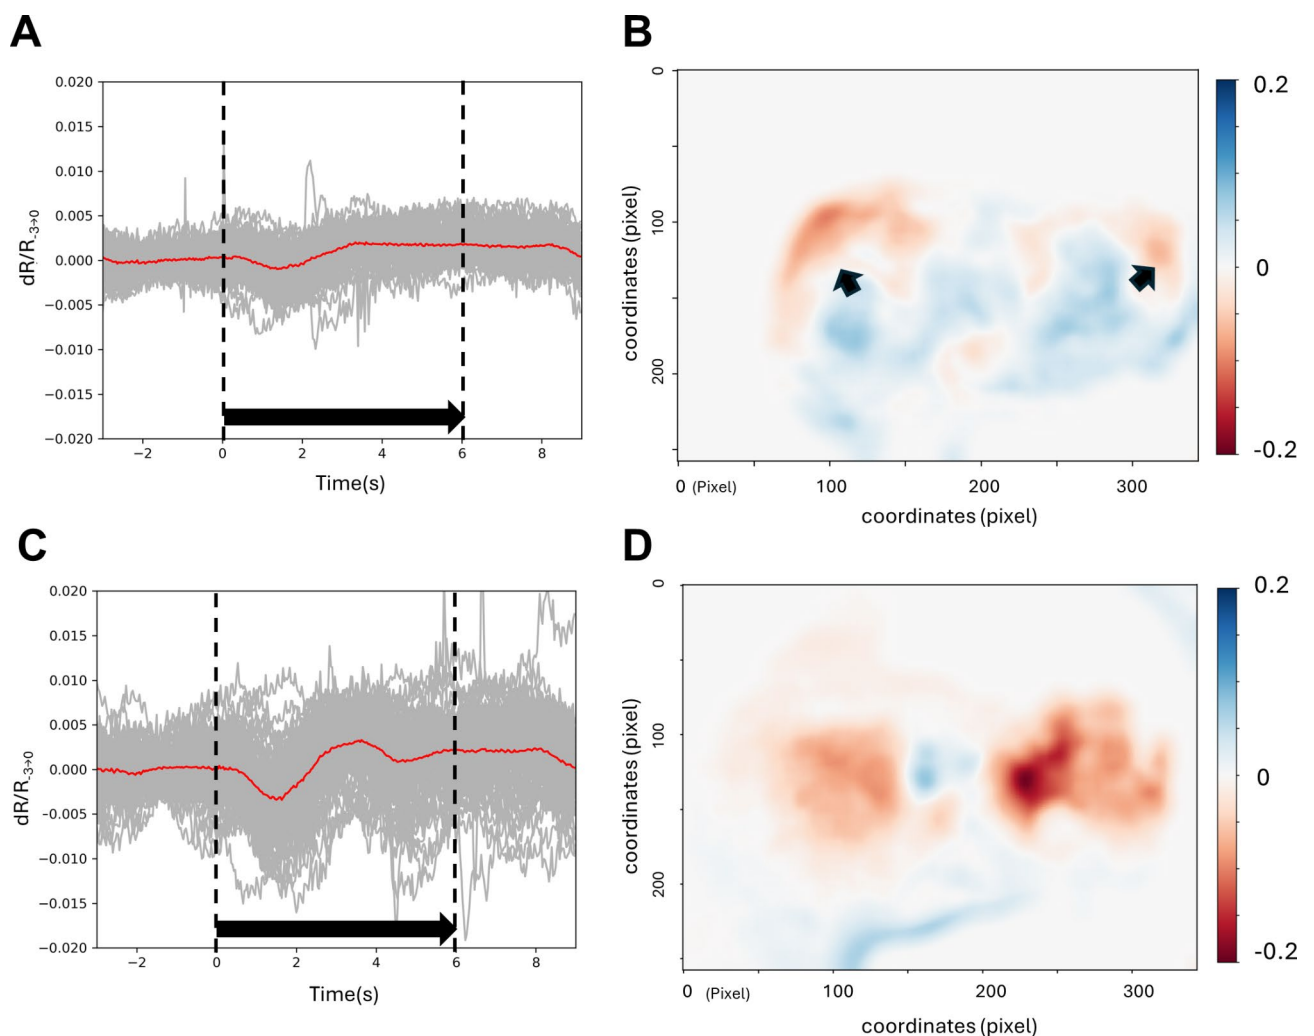 A
0.020
0.015
0.010
0.005
0.000
−0.005
−0.010
−0.015
−0.020
dR/R-3→0
−2 0 2 4 6 8
Time(s)
B
0
100
200
coordinates (pixel)
0 (Pixel) 100 200 300
coordinates (pixel)
0.2
0
-0.2
C
0.020
0.015
0.010
0.005
0.000
−0.005
−0.010
−0.015
−0.020
dR/R-3→0
−2 0 2 4 6 8
Time(s)
D
0
100
200
coordinates (pixel)
0 (Pixel) 100 200 300
coordinates (pixel)
0.2
0
-0.2